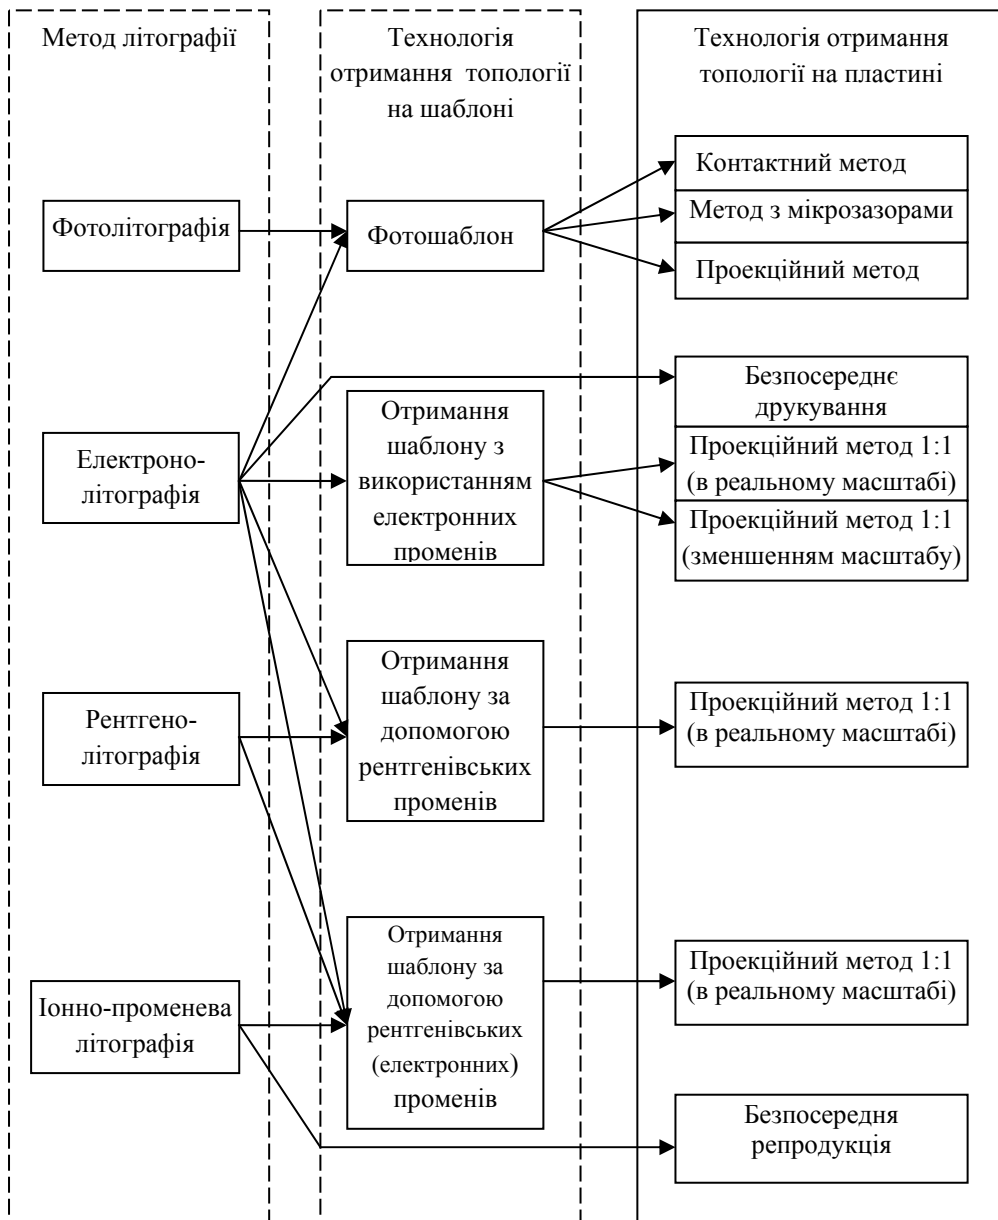 Метод літографії
Технологія
отримання топології
на шаблоні
Технологія отримання
топології на пластині
Фотолітографія
Фотошаблон
Контактний метод
Метод з мікрозазорами
Проекційний метод
Електроно-
літографія
Отримання
шаблону з
використанням
електронних
променів
Безпосереднє
друкування
Проекційний метод 1:1
(в реальному масштабі)
Проекційний метод 1:1
(зменшенням масштабу)
Рентгено-
літографія
Отримання
шаблону за
допомогою
рентгенівських
променів
Проекційний метод 1:1
(в реальному масштабі)
Іонно-променева
літографія
Отримання
шаблону за
допомогою
рентгенівських
(електронних)
променів
Проекційний метод 1:1
(в реальному масштабі)
Безпосередня
репродукція